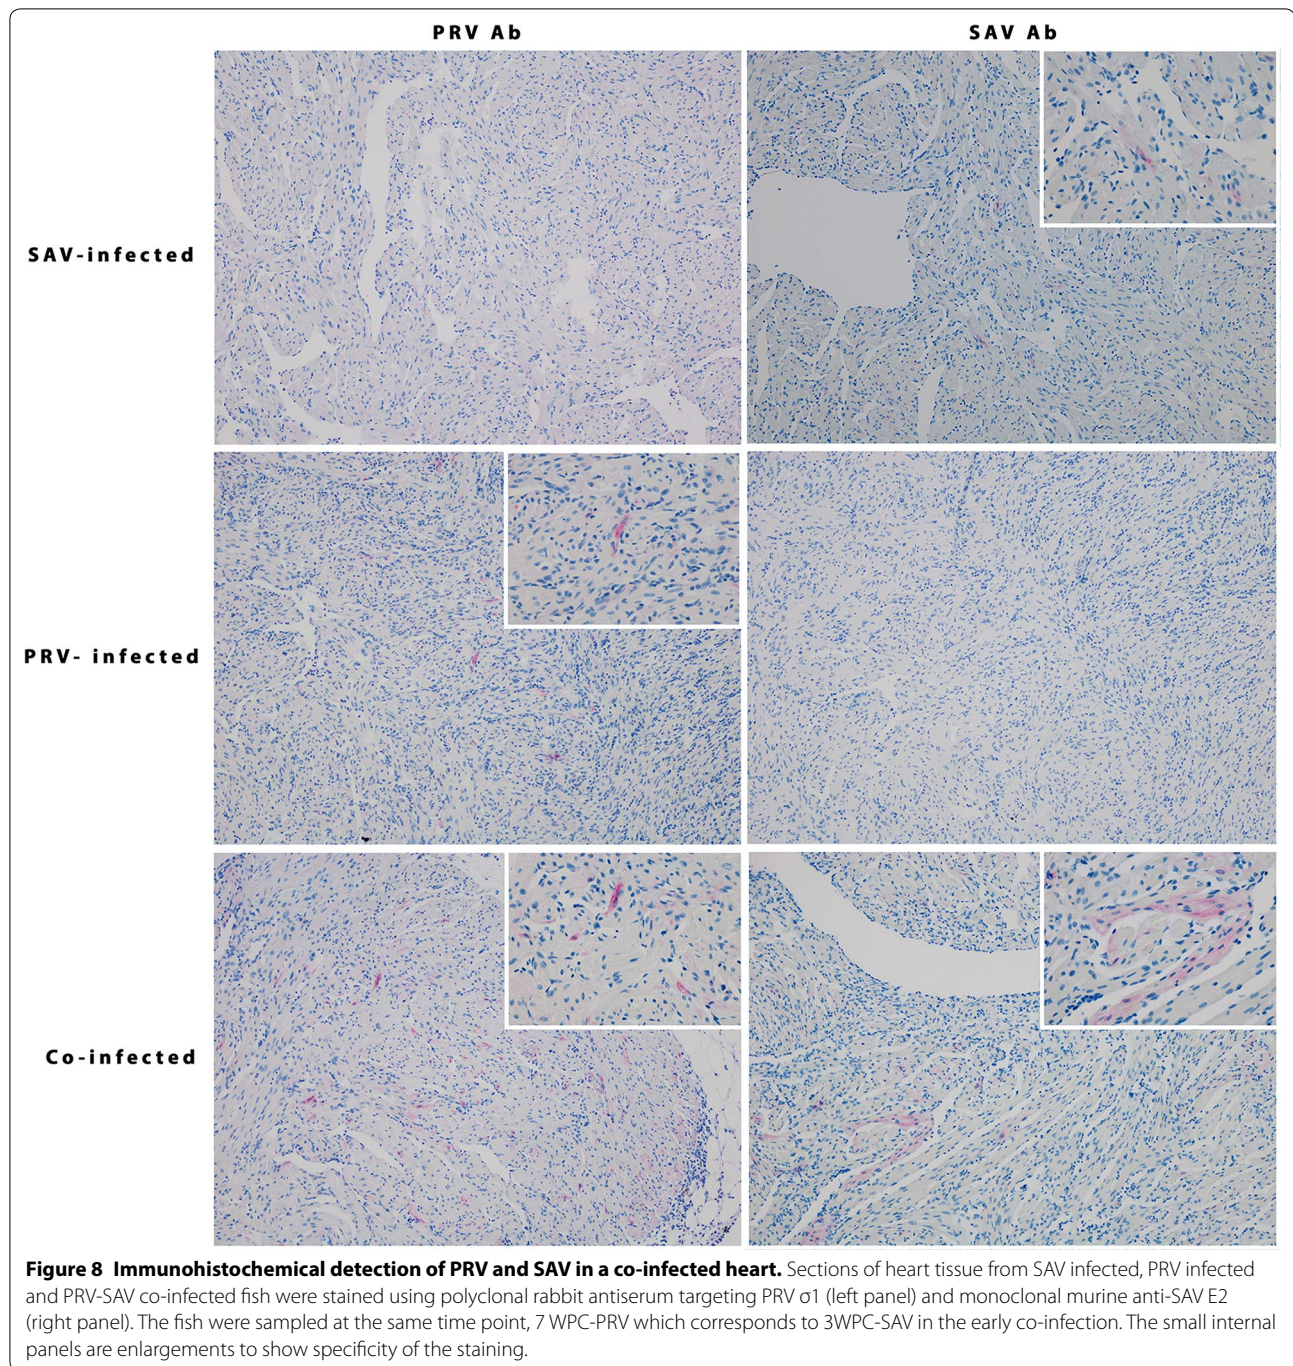 PRV Ab
SAV Ab
SAV-infected
PRV- infected
Co-infected
Figure 8 Immunohistochemical detection of PRV and SAV in a co-infected heart. Sections of heart tissue from SAV infected, PRV infected
and PRV-SAV co-infected fish were stained using polyclonal rabbit antiserum targeting PRV σ1 (left panel) and monoclonal murine anti-SAV E2
(right panel). The fish were sampled at the same time point, 7 WPC-PRV which corresponds to 3WPC-SAV in the early co-infection. The small internal
panels are enlargements to show specificity of the staining.